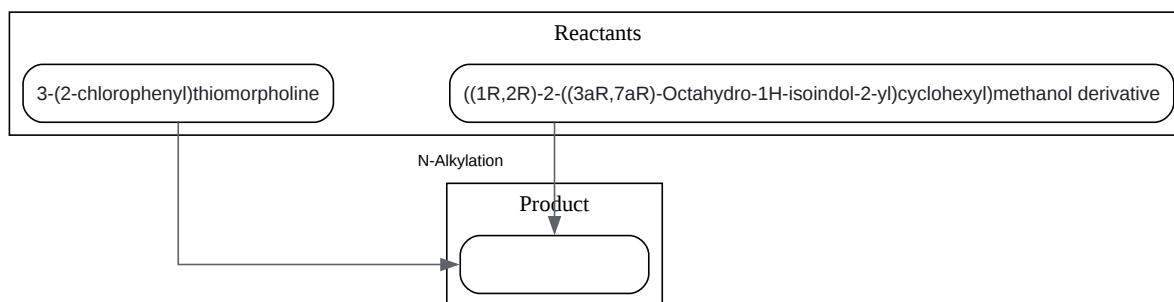 Reactants
3-(2-chlorophenyl)thiomorpholine
((1R,2R)-2-((3aR,7aR)-Octahydro-1H-isoindol-2-yl)cyclohexyl)methanol derivative
N-Alkylation
Product